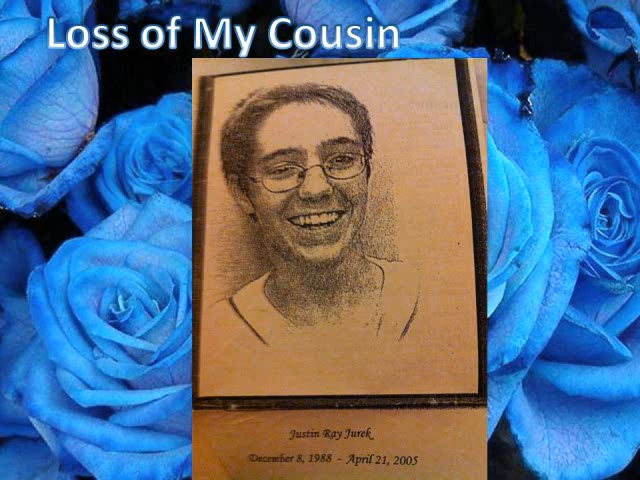 Loss of My Cousin
Justin Ray Jurek
December 8, 1988 - April 21, 2005